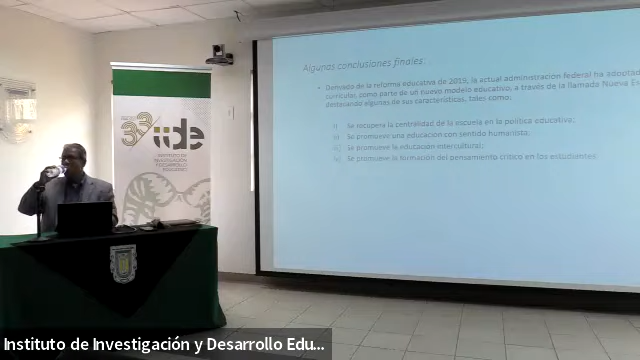 Algunas conclusiones finales:
Derivado de la reforma educativa de 2019, la actual administración federal ha adoptado
curricular, como parte de un nuevo modelo educativo, a través de la llamada Nueva
destacando algunas de sus características, tales como:
Se recupera la centralidad de la escuela en la política educativa;
Se promueve una educación con sentido humanista;
Se promueve la educación intercultural;
Se promueve la formación del pensamiento crítico en los estudiantes
iide
INSTITUTO DE
INVESTIGACIÓN
Y DESARROLLO
EDUCATIVO
Instituto de Investigación y Desarrollo Edu...